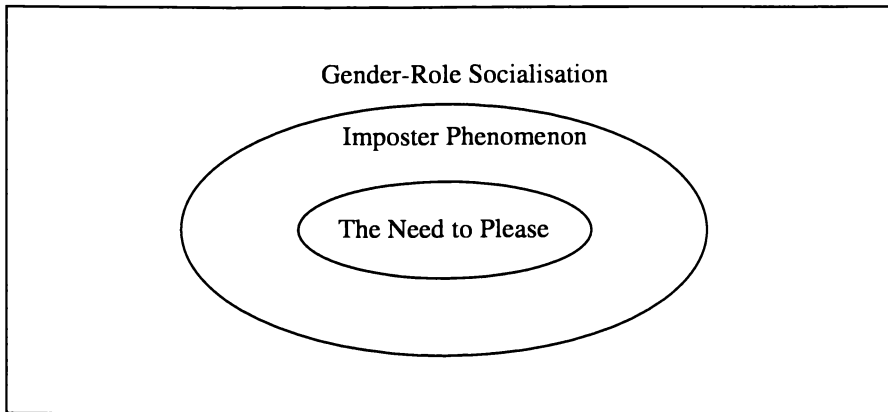 Gender-Role Socialisation
Imposter Phenomenon
The Need to Please